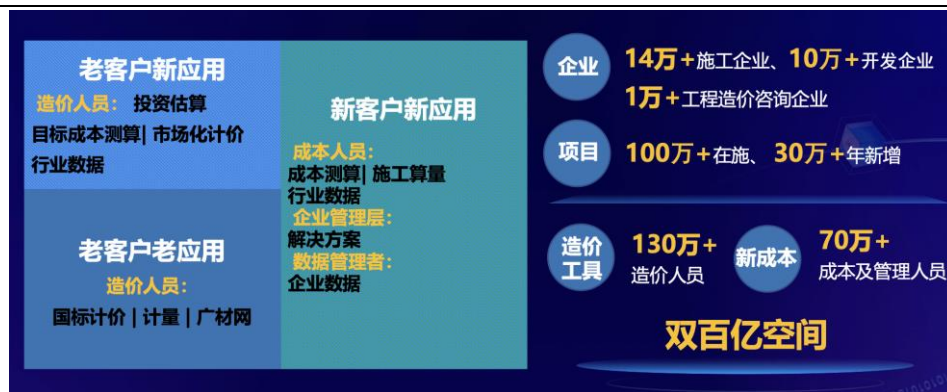 老客户新应用
造价人员: 投资估算
目标成本测算| 市场化计价
行业数据
老客户老应用
造价人员:
国标计价 | 计量 | 广材网
新客户新应用
成本人员:
成本测算| 施工算量
行业数据
企业管理层:
解决方案
数据管理者:
企业数据
企业
14万+施工企业、10万+开发企业
1万+工程造价咨询企业
项目
100万+在施、30万+年新增
造价
工具
130万+
造价人员
新成本
70万+
成本及管理人员
双百亿空间